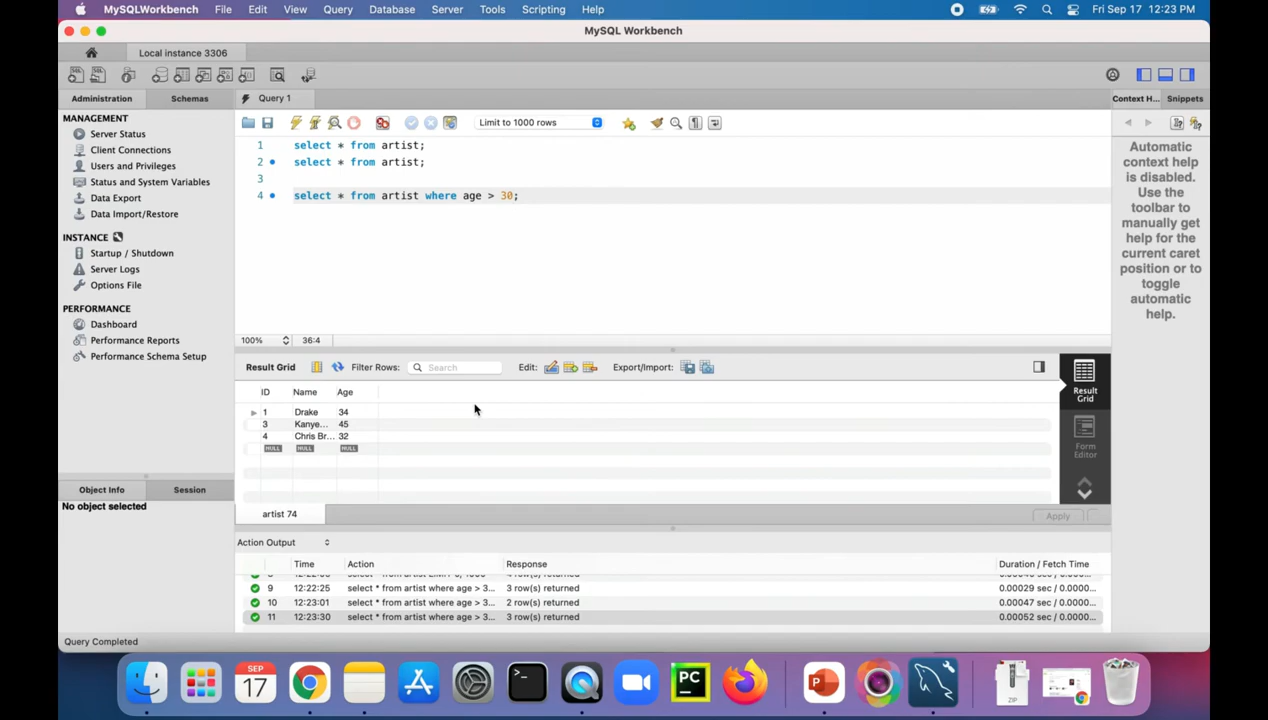 MySQLWorkbench File Edit View Query Database Server Tools Scripting Help Fri Sep 17 12:23 PM
MySQL Workbench
Local instance 3306
Administration Schemas Query 1 Context H... Snippets
MANAGEMENT
Server Status
Client Connections
Users and Privileges
Status and System Variables
Data Export
Data Import/Restore
INSTANCE
Startup / Shutdown
Server Logs
Options File
PERFORMANCE
Dashboard
Performance Reports
Performance Schema Setup
Limit to 1000 rows
1 select * from artist;
2 select * from artist;
3
4 select * from artist where age > 30;
100% 36:4
Automatic
context help
is disabled.
Use the
toolbar to
manually get
help for the
current caret
position or to
toggle
automatic
help.
Result Grid Filter Rows: Search Edit: Export/Import:
ID Name Age
1 Drake 34
3 Kanye... 45
4 Chris Br... 32
NULL NULL NULL
Result
Grid
Form
Editor
Object Info Session
No object selected
artist 74 Apply
Action Output
Time Action Response Duration / Fetch Time
9 12:22:25 select * from artist where age > 3... 3 row(s) returned 0.00029 sec / 0.0000...
10 12:23:01 select * from artist where age > 3... 2 row(s) returned 0.00047 sec / 0.0000...
11 12:23:30 select * from artist where age > 3... 3 row(s) returned 0.00052 sec / 0.0000...
Query Completed
SEP
17
PC
ZIP